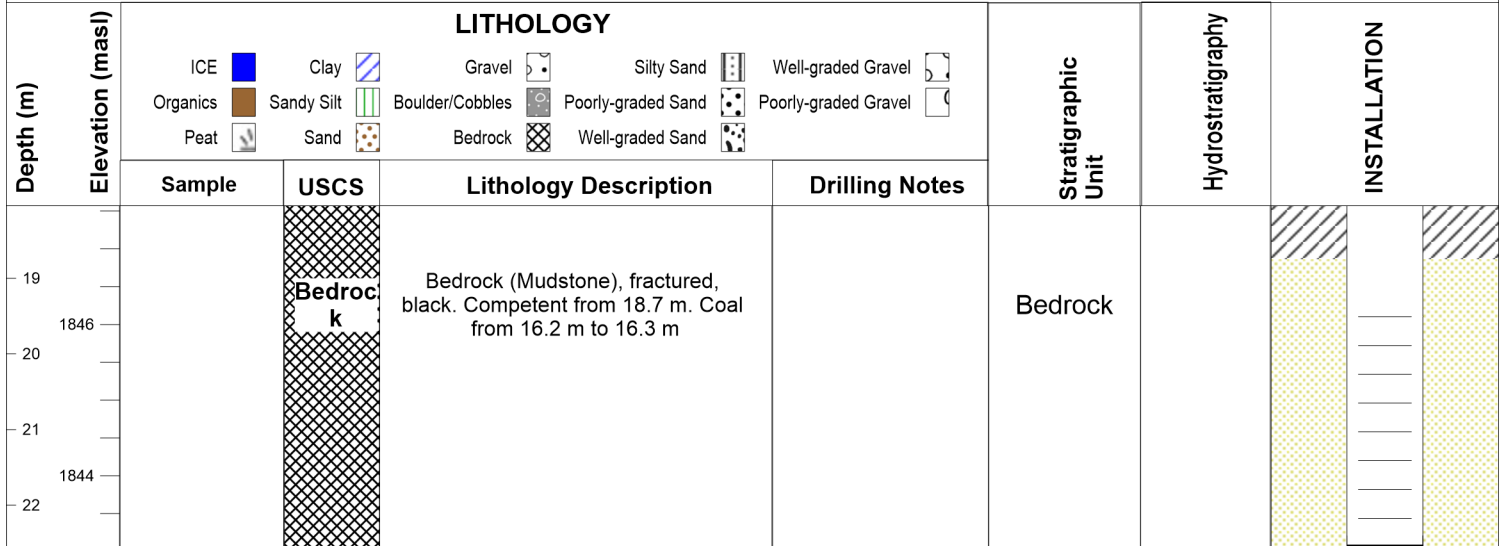 LITHOLOGY
ICE Clay Gravel Silty Sand Well-graded Gravel
Organics Sandy Silt Boulder/Cobbles Poorly-graded Sand Poorly-graded Gravel
Peat Sand Bedrock Well-graded Sand
Depth (m)
Elevation (masl)
Sample
USCS
Lithology Description
Drilling Notes
Stratigraphic
Unit
Hydrostratigraphy
INSTALLATION
19
20
21
22
1846
1844
Bedroc
k
Bedrock (Mudstone), fractured,
black. Competent from 18.7 m. Coal
from 16.2 m to 16.3 m
Bedrock